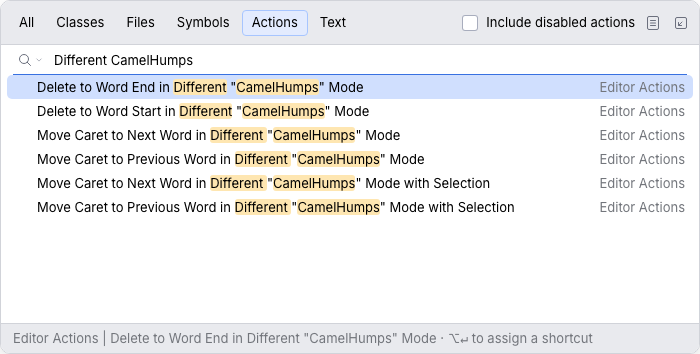 All Classes Files Symbols Actions Text Include disabled actions
Different CamelHumps
Delete to Word End in Different "CamelHumps" Mode Editor Actions
Delete to Word Start in Different "CamelHumps" Mode Editor Actions
Move Caret to Next Word in Different "CamelHumps" Mode Editor Actions
Move Caret to Previous Word in Different "CamelHumps" Mode Editor Actions
Move Caret to Next Word in Different "CamelHumps" Mode with Selection Editor Actions
Move Caret to Previous Word in Different "CamelHumps" Mode with Selection Editor Actions
Editor Actions | Delete to Word End in Different "CamelHumps" Mode · ⌥↵ to assign a shortcut